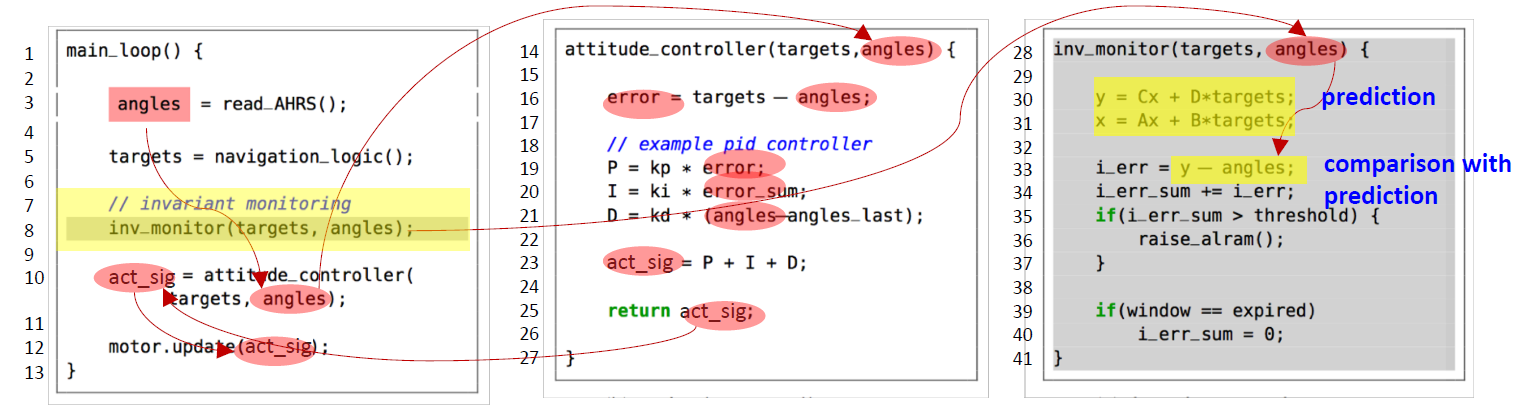 1 main_loop() {
2
3 angles = read_AHRS();
4
5 targets = navigation_logic();
6
7 // invariant monitoring
8 inv_monitor(targets, angles);
9
10 act_sig = attitude_controller(
targets, angles);
11
12 motor.update(act_sig);
13 }
14 attitude_controller(targets,angles) {
15
16 error = targets – angles;
17
18 // example pid controller
19 P = kp * error;
20 I = ki * error_sum;
21 D = kd * (angles–angles_last);
22
23 act_sig = P + I + D;
24
25 return act_sig;
26
27 }
28 inv_monitor(targets, angles) {
29
30 y = Cx + D*targets; prediction
31 x = Ax + B*targets;
32
33 i_err = y – angles; comparison with
34 i_err_sum += i_err; prediction
35 if(i_err_sum > threshold) {
36 raise_alram();
37 }
38
39 if(window == expired)
40 i_err_sum = 0;
41 }